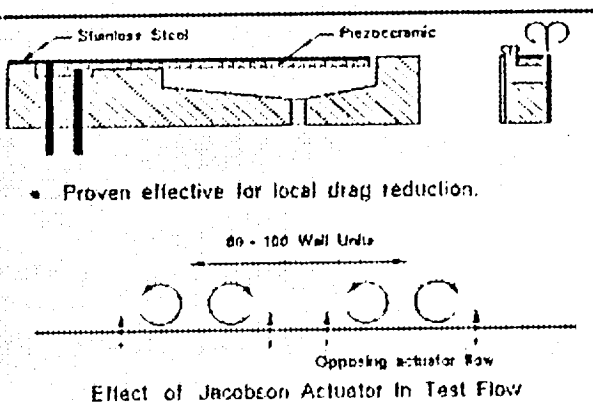 Stainless Steel
Piezoceramic
• Proven effective for local drag reduction.
80 - 100 Wall Units
Opposing actuator flow
Effect of Jacobson Actuator in Test Flow